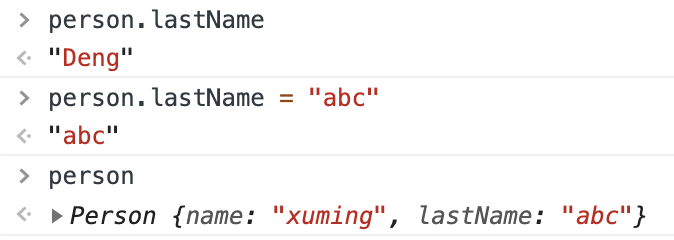 > person.lastName
<· "Deng"
> person.lastName = "abc"
<· "abc"
> person
<· ▶Person {name: "xuming", lastName: "abc"}